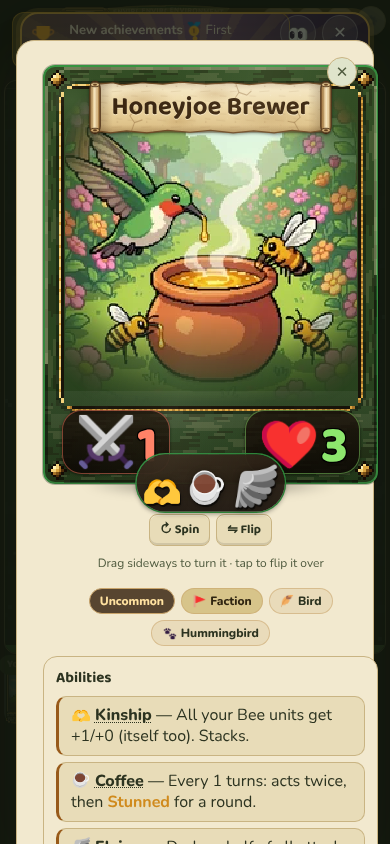 New achievements 🏅 First
Honeyjoe Brewer
1
3
↻ Spin
⇋ Flip
Drag sideways to turn it · tap to flip it over
Uncommon
Faction
Bird
Hummingbird
Abilities
Kinship — All your Bee units get
+1/+0 (itself too). Stacks.
Coffee — Every 1 turns: acts twice,
then Stunned for a round.